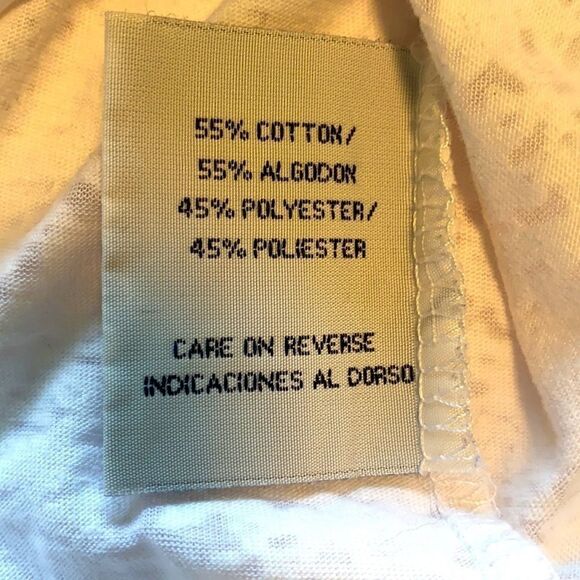 55% COTTON/
55% ALGODON
45% POLYESTER/
45% POLIESTER
CARE ON REVERSE
INDICACIONES AL DORSO